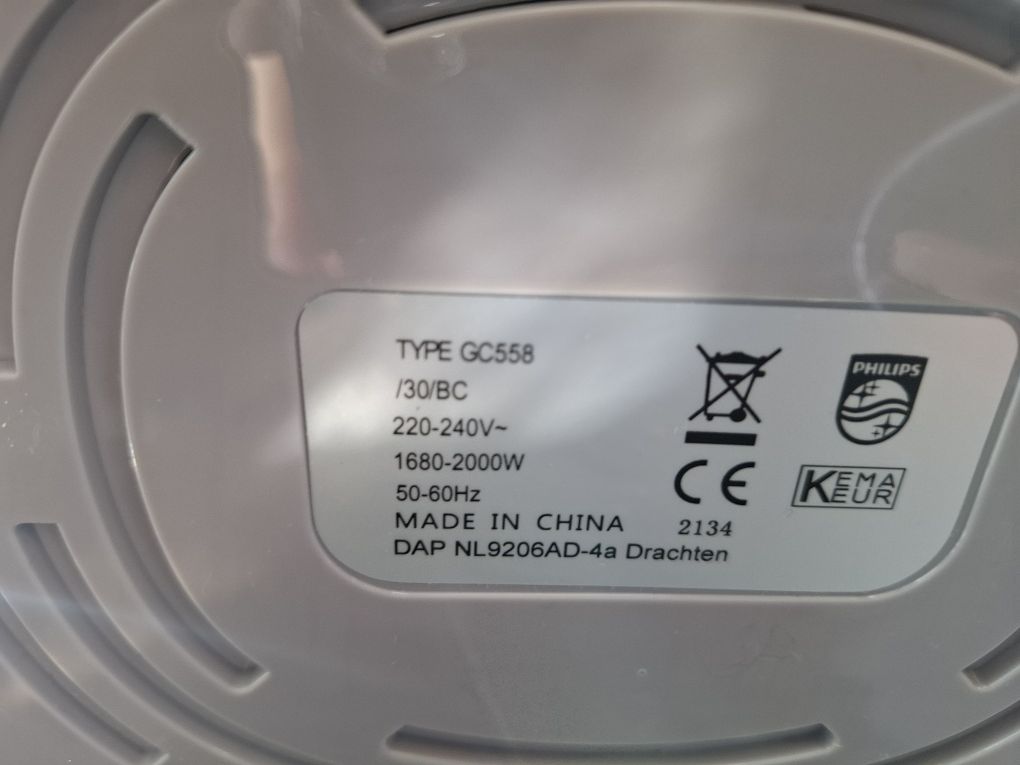 TYPE GC558
/30/BC
220-240V~
1680-2000W
50-60Hz
MADE IN CHINA
DAP NL9206AD-4a Drachten
CE
2134
PHILIPS
KEMA
EUR